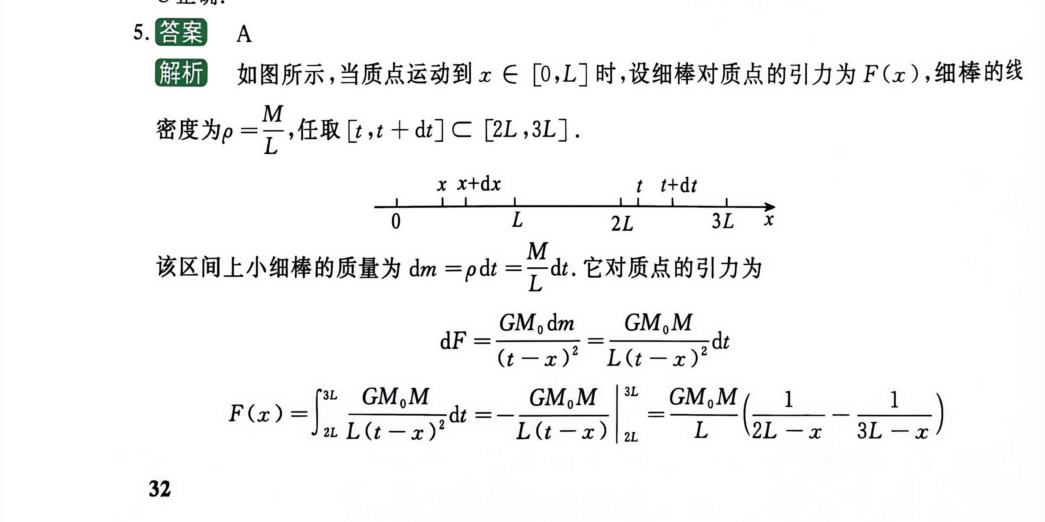 5. 答案 A
解析 如图所示,当质点运动到 x ∈ [0,L] 时,设细棒对质点的引力为 F(x),细棒的线
密度为ρ = M/L,任取 [t,t + dt] ⊂ [2L,3L].
x x+dx t t+dt
0 L 2L 3L x
该区间上小细棒的质量为 dm = ρdt = M/L dt. 它对质点的引力为
dF = GM₀dm/(t − x)² = GM₀M/L(t − x)² dt
F(x) = ∫_{2L}^{3L} GM₀M/L(t − x)² dt = − GM₀M/L(t − x) |_{2L}^{3L} = GM₀M/L (1/2L − x − 1/3L − x)
32